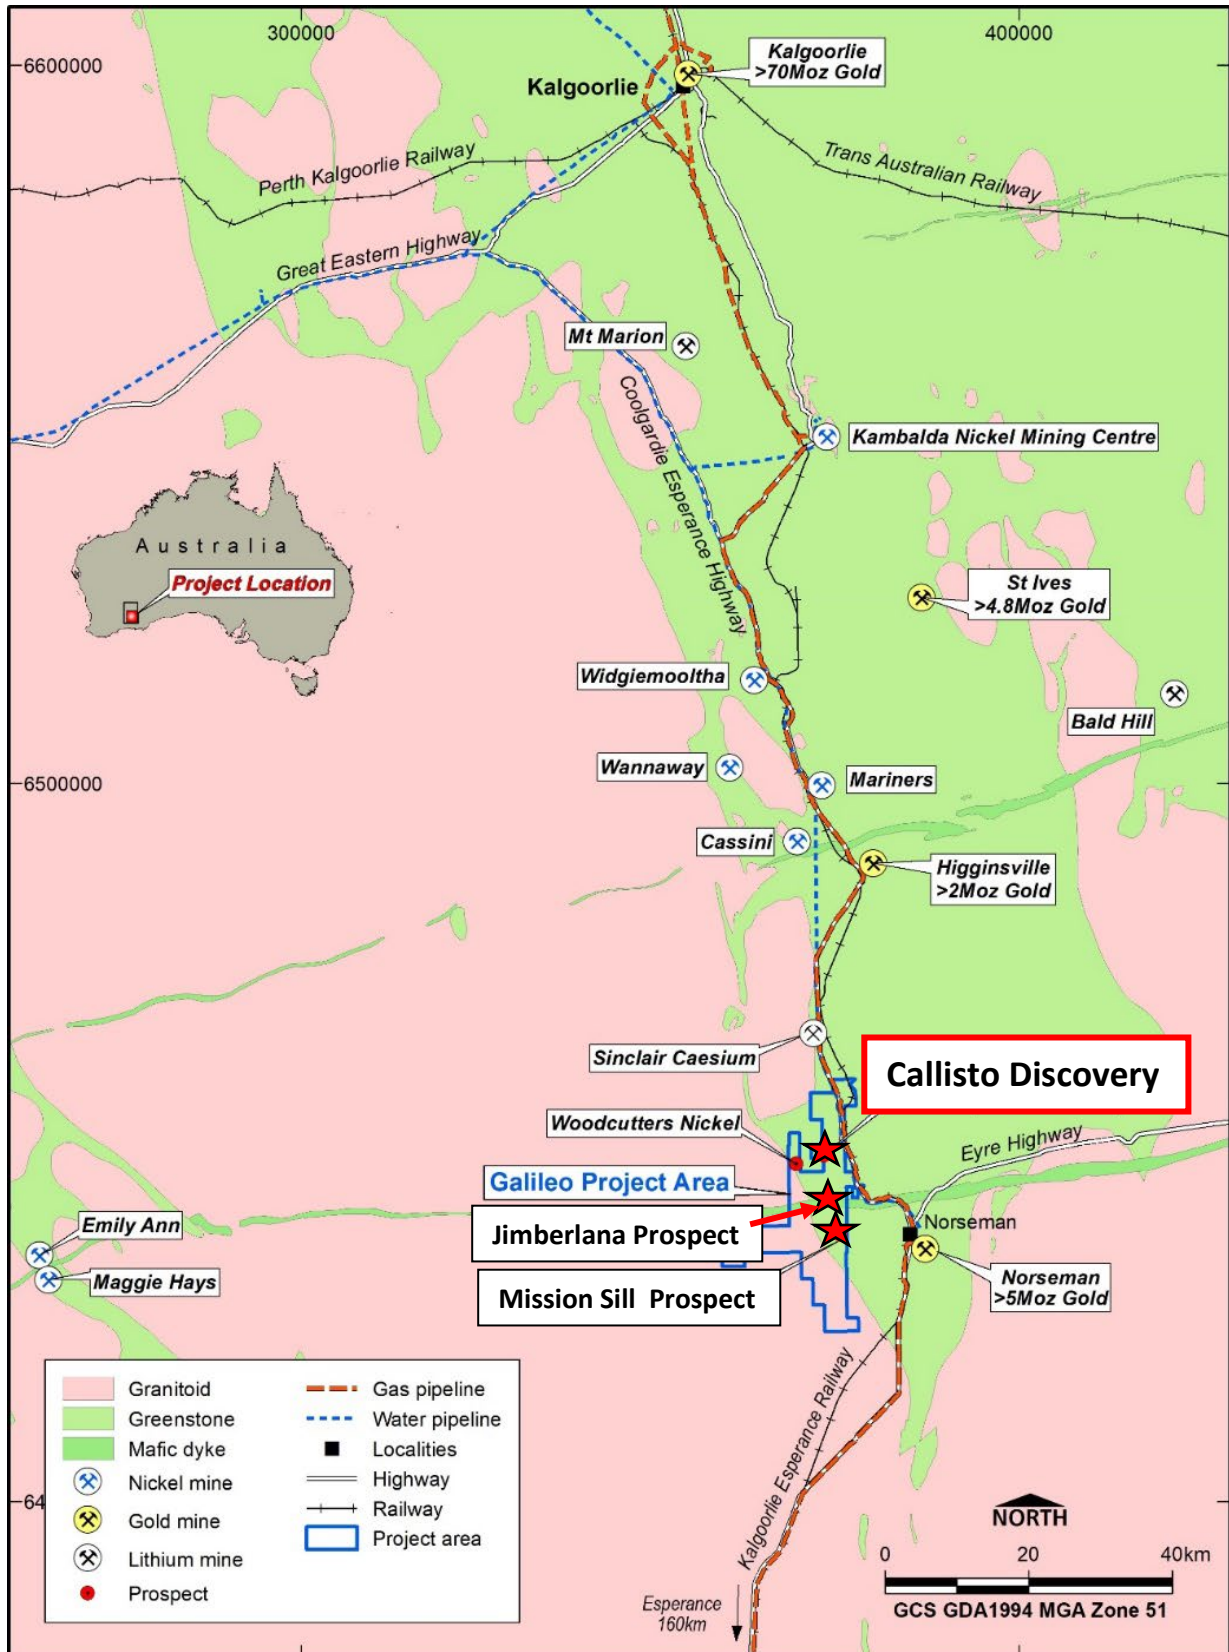 300000
400000
6600000
Kalgoorlie
>70Moz Gold
Kalgoorlie
Perth Kalgoorlie Railway
Trans Australian Railway
Great Eastern Highway
Mt Marion
Coolgardie Esperance Highway
Kambalda Nickel Mining Centre
Australia
Project Location
St Ives
>4.8Moz Gold
Widgiemooltha
Bald Hill
Wannaway
6500000
Mariners
Cassini
Higginsville
>2Moz Gold
Sinclair Caesium
Callisto Discovery
Woodcutters Nickel
Eyre Highway
Galileo Project Area
Emily Ann
Jimberlana Prospect
Norseman
Maggie Hays
Mission Sill Prospect
Norseman
>5Moz Gold
Kalgoorlie Esperance Railway
Granitoid
Greenstone
Mafic dyke
Nickel mine
Gold mine
Lithium mine
Prospect
Gas pipeline
Water pipeline
Localities
Highway
Railway
Project area
64
NORTH
0 20 40km
GCS GDA1994 MGA Zone 51
Esperance
160km